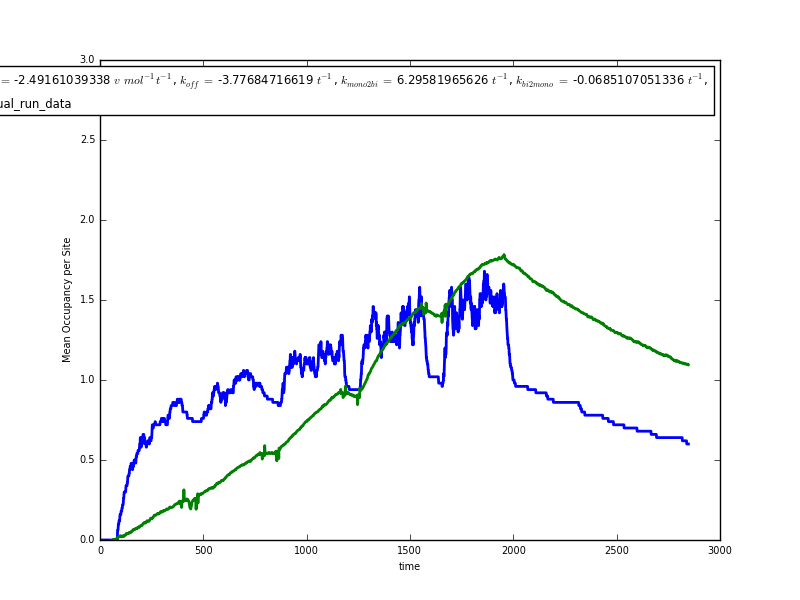 3.0
= -2.49161039338 v mol⁻¹t⁻¹, k_off = -3.77684716619 t⁻¹, k_mono2bi = 6.29581965626 t⁻¹, k_bi2mono = -0.0685107051336 t⁻¹,
ual_run_data
2.5
2.0
1.5
1.0
0.5
0.0
Mean Occupancy per Site
0 500 1000 1500 2000 2500 3000
time